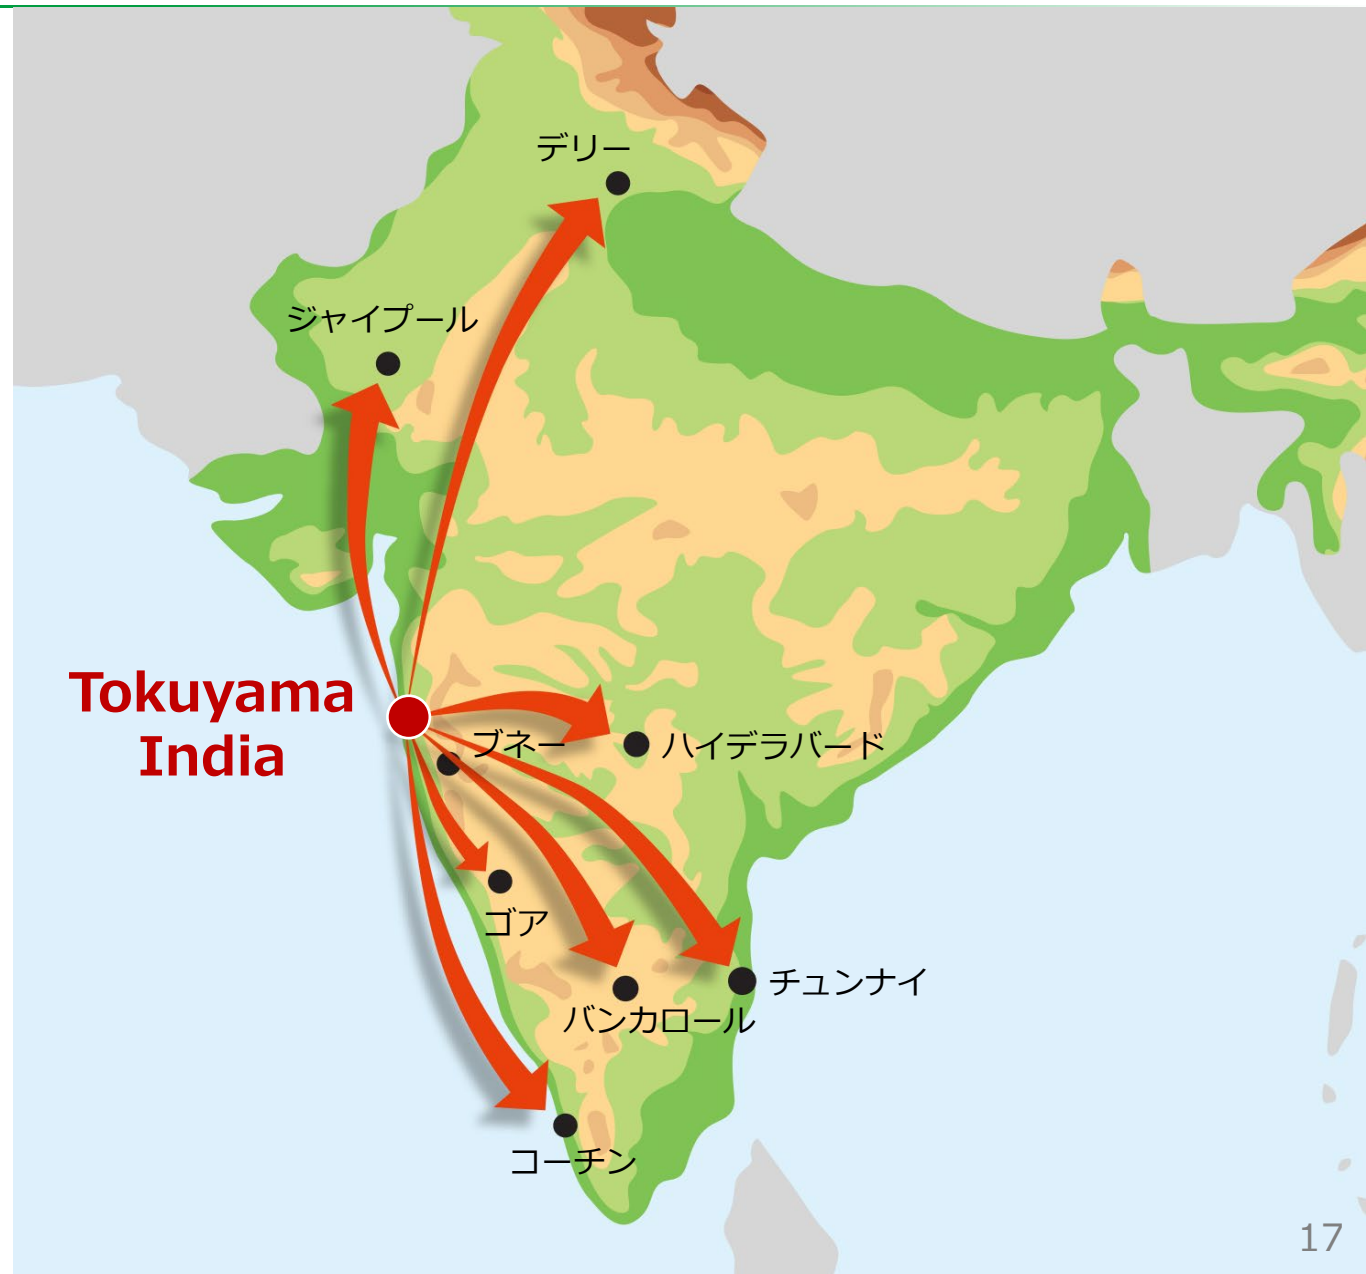 デリー
ジャイプール
Tokuyama
India
プネー
ハイデラバード
ゴア
チュンナイ
バンカロール
コーチン
17